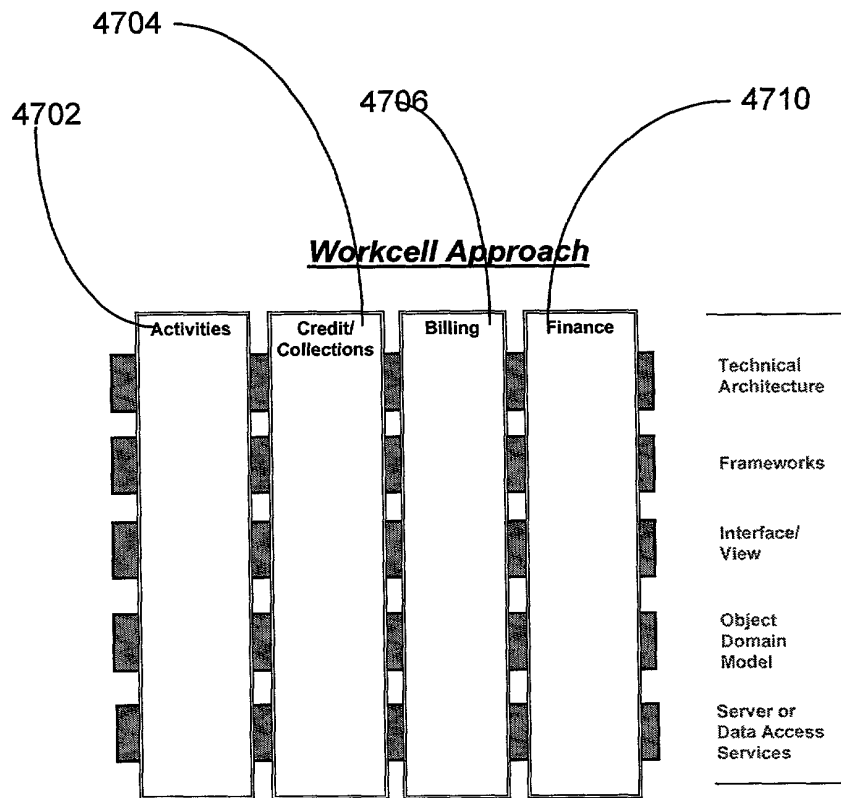 4704
4706
4710
4702
Workcell Approach
Activities
Credit/
Collections
Billing
Finance
Technical
Architecture
Frameworks
Interface/
View
Object
Domain
Model
Server or
Data Access
Services